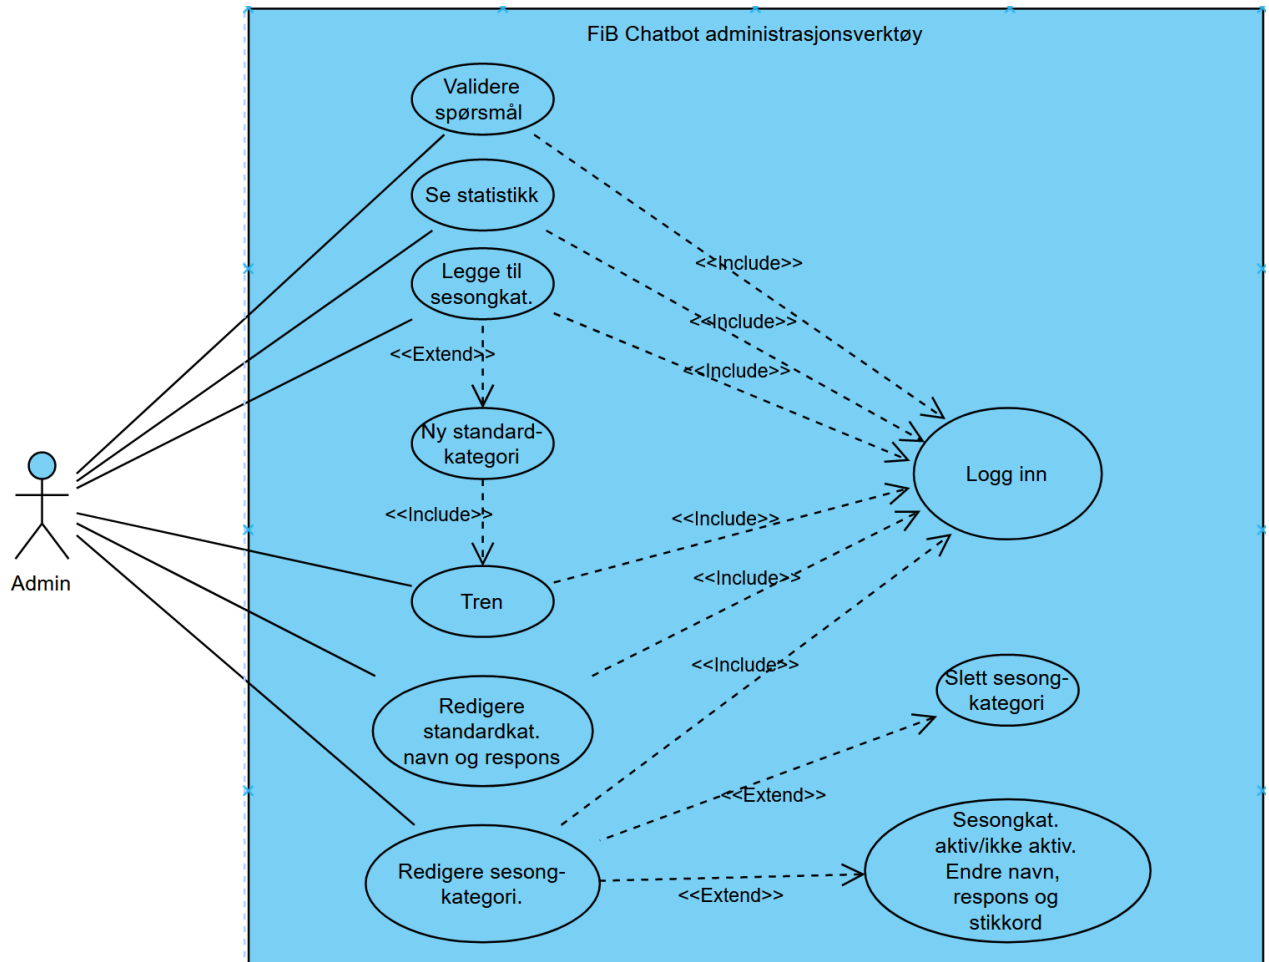 FiB Chatbot administrasjonsverktøy
Validere
spørsmål
Se statistikk
<<Include>>
Legge til
sesongkat.
<<Include>>
<<Extend>>
<<Include>>
Ny standard-
kategori
Logg inn
<<Include>>
<<Include>>
Admin
<<Include>>
Tren
<<Include>>
Slett sesong-
kategori
Redigere
standardkat.
navn og respons
<<Extend>>
Redigere sesong-
kategori.
<<Extend>>
Sesongkat.
aktiv/ikke aktiv.
Endre navn,
respons og
stikkord